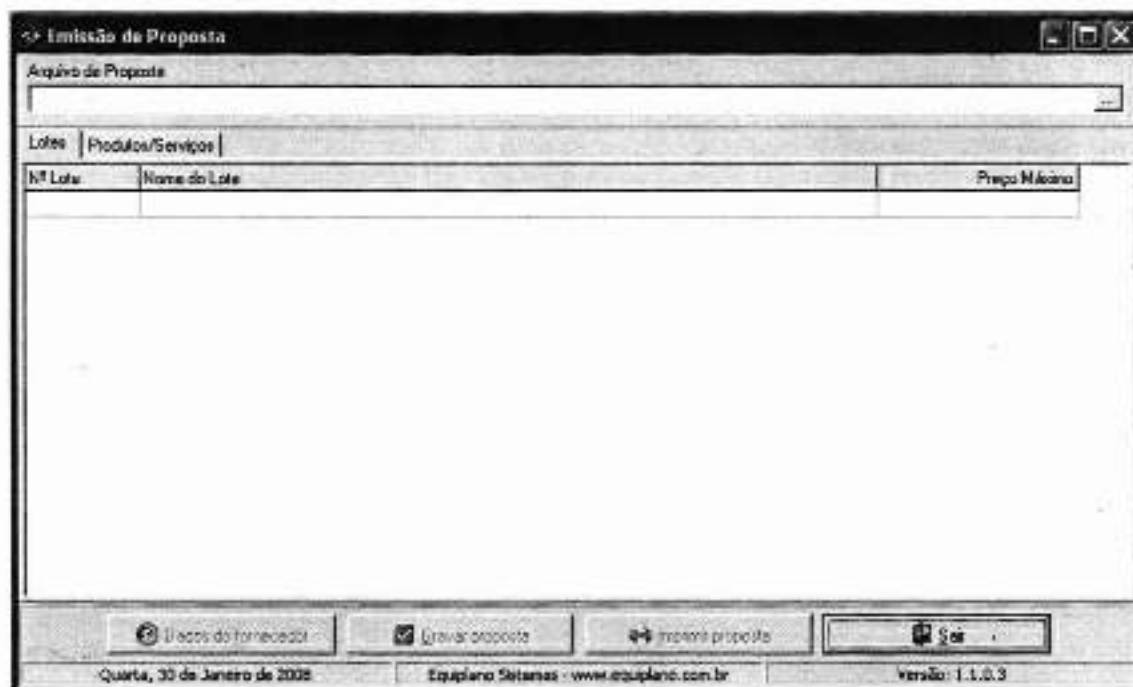 Emissão de Proposta
Arquivo de Proposta
...
Lotes Produtos/Serviços
Nº Lote Nome do Lote Preço Máximo
Dados do fornecedor Gravar proposta Imprimir proposta Sair
Quarta, 30 de Janeiro de 2008 Equiplano Sistemas - www.equiplano.com.br Versão: 1.1.0.3